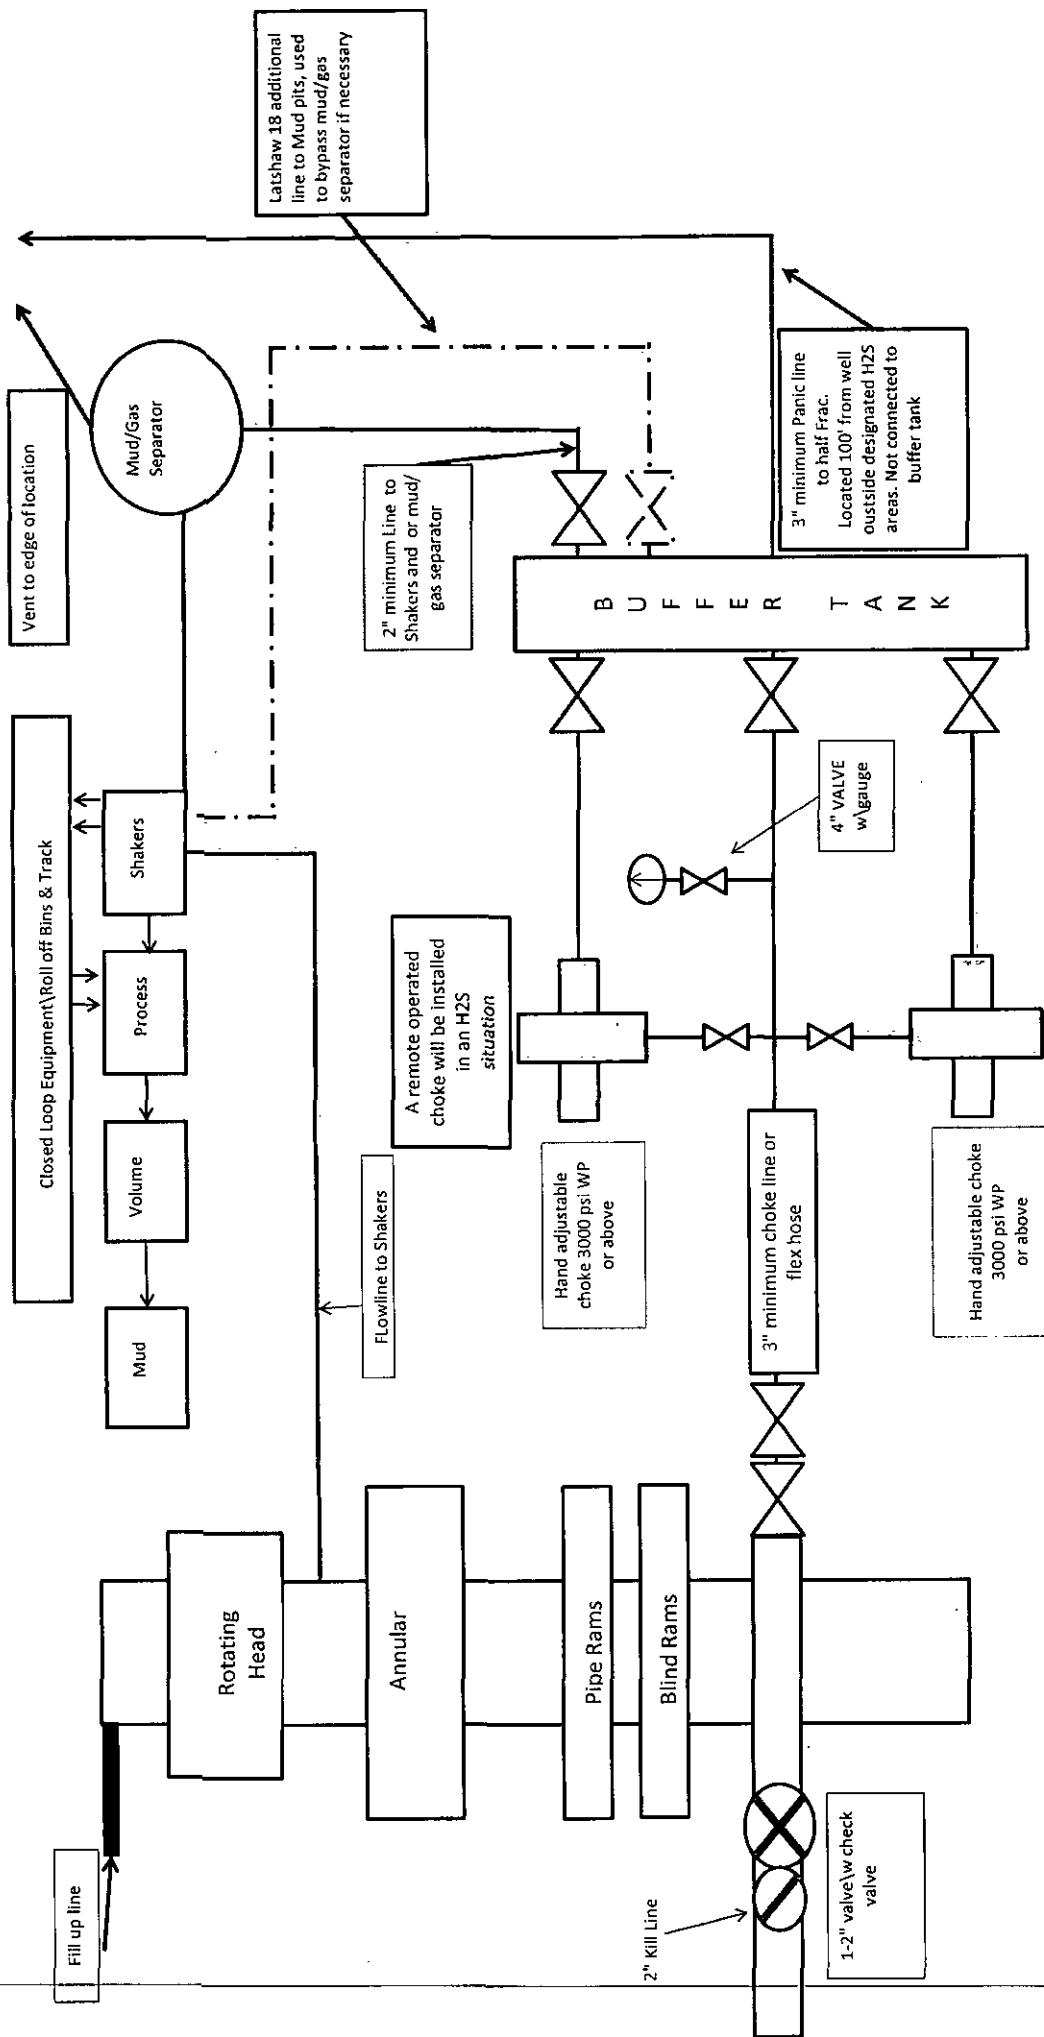 Fill up line
Rotating
Head
Annular
Pipe Rams
Blind Rams
2" Kill Line
1-2" valve\w check
valve
Closed Loop Equipment\Roll off Bins & Track
Mud
Volume
Process
Shakers
FLowline to Shakers
Vent to edge of location
Mud/Gas
Separator
Latshaw 18 additional
line to Mud pits, used
to bypass mud/gas
separator if necessary
2" minimum Line to
Shakers and or mud/
gas separator
A remote operated
choke will be installed
in an H2S
situation
Hand adjustable
choke 3000 psi WP
or above
3" minimum choke line or
flex hose
4" VALVE
w\gauge
Hand adjustable choke
3000 psi WP
or above
BUFFER TANK
3" minimum Panic line
to half Frac.
Located 100' from well
oustside designated H2S
areas. Not connected to
buffer tank